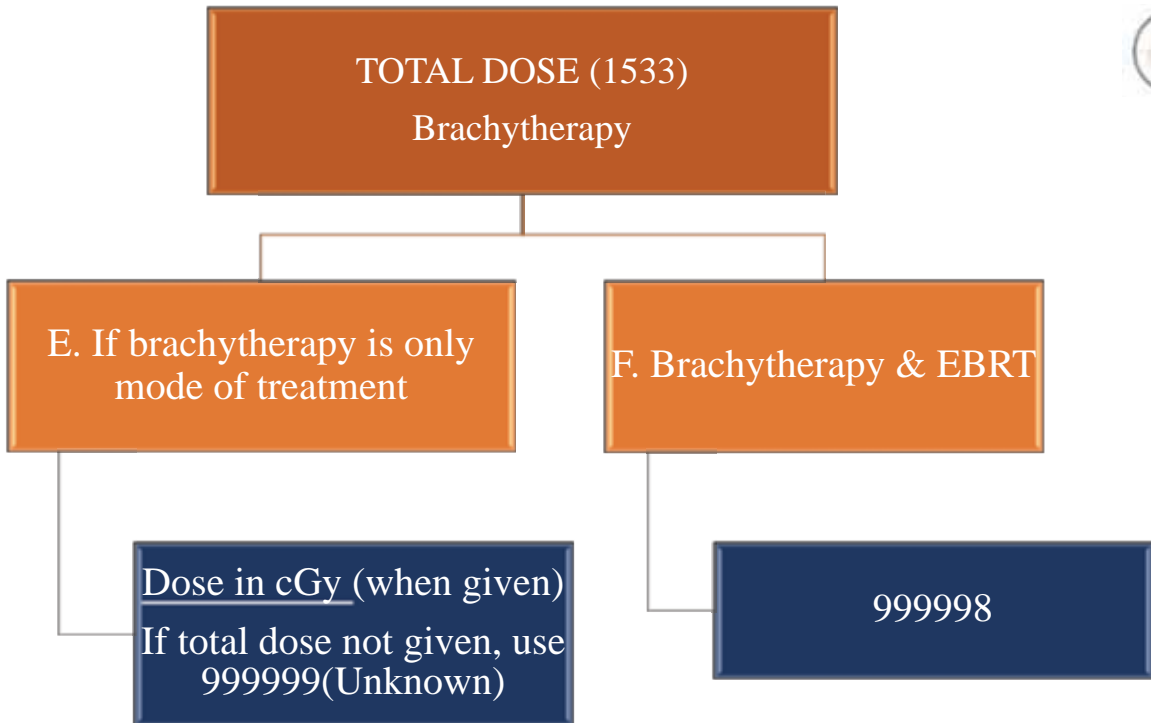 TOTAL DOSE (1533)
Brachytherapy
E. If brachytherapy is only
mode of treatment
F. Brachytherapy & EBRT
Dose in cGy (when given)
If total dose not given, use
999999(Unknown)
999998